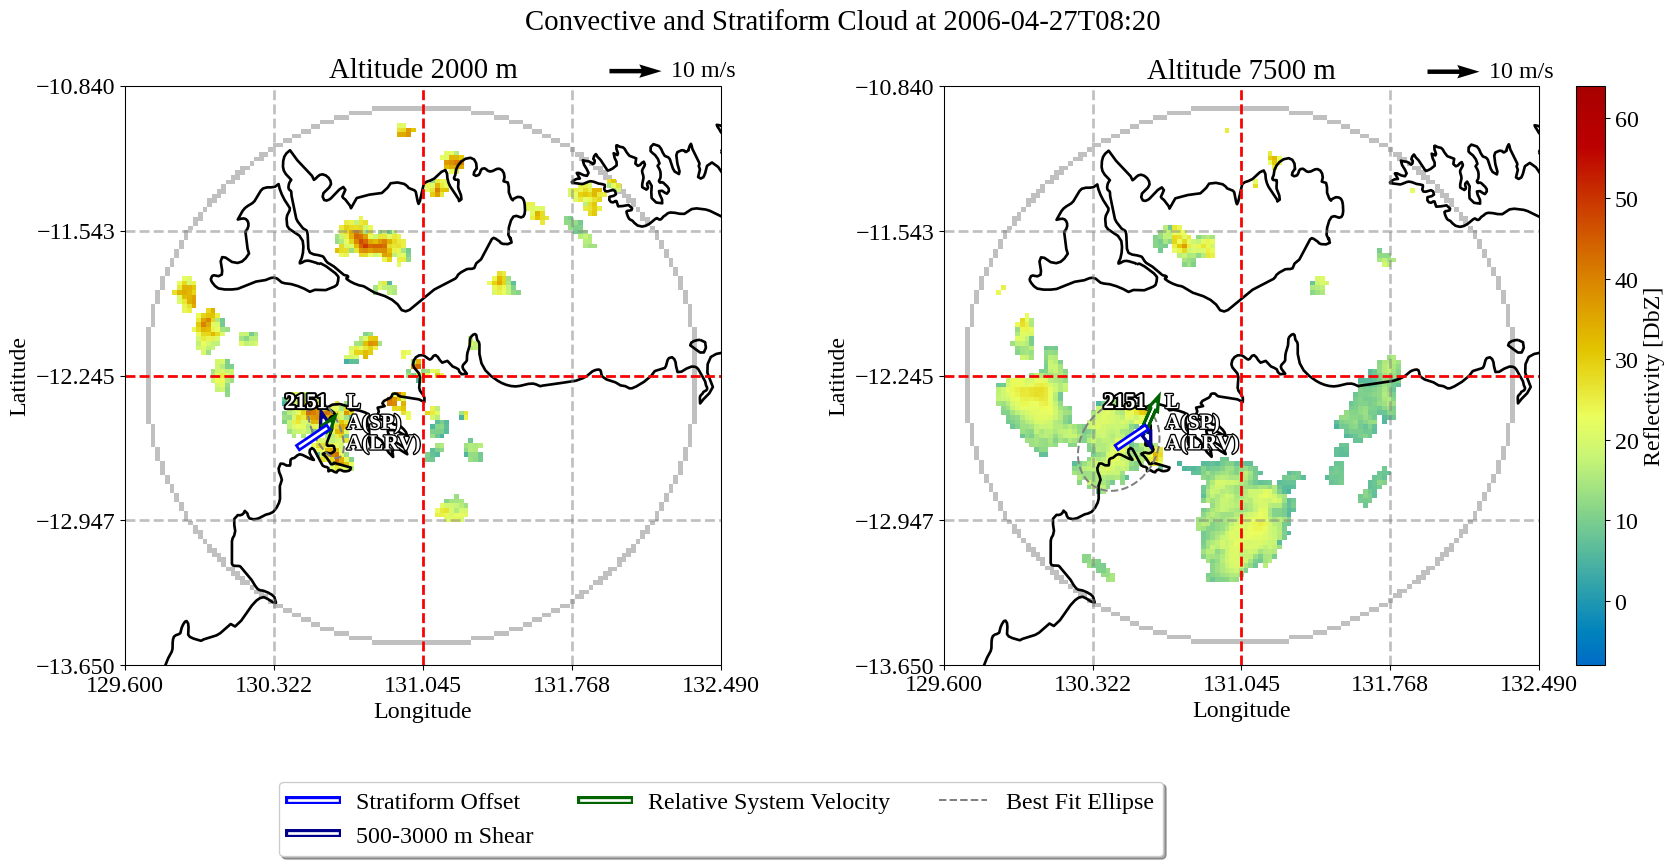 Convective and Stratiform Cloud at 2006-04-27T08:20
Altitude 2000 m
10 m/s
Altitude 7500 m
10 m/s
−10.840
−11.543
−12.245
−12.947
−13.650
Latitude
129.600
130.322
131.045
131.768
132.490
Longitude
2151
L
A(SP)
A(LRV)
−10.840
−11.543
−12.245
−12.947
−13.650
Latitude
129.600
130.322
131.045
131.768
132.490
Longitude
2151
L
A(SP)
A(LRV)
60
50
40
30
20
10
0
Reflectivity [DbZ]
Stratiform Offset
500-3000 m Shear
Relative System Velocity
Best Fit Ellipse